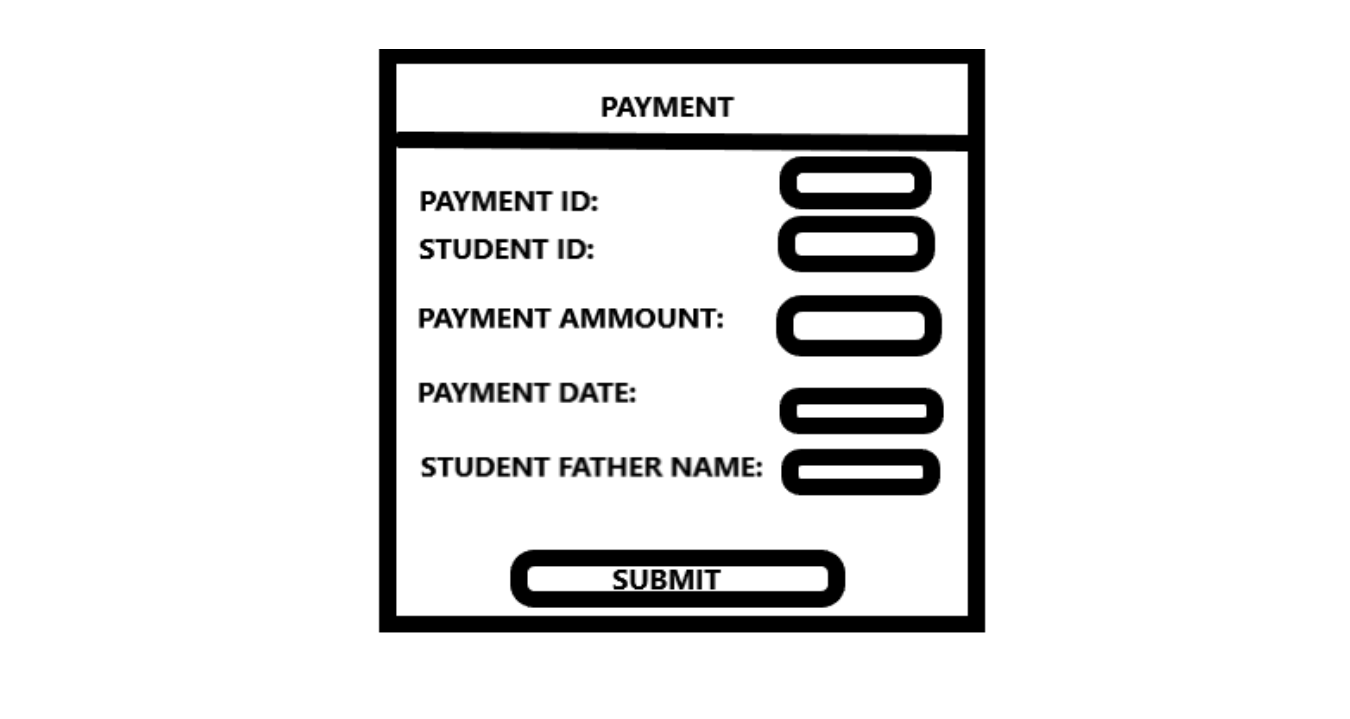 PAYMENT
PAYMENT ID:
STUDENT ID:
PAYMENT AMMOUNT:
PAYMENT DATE:
STUDENT FATHER NAME:
SUBMIT